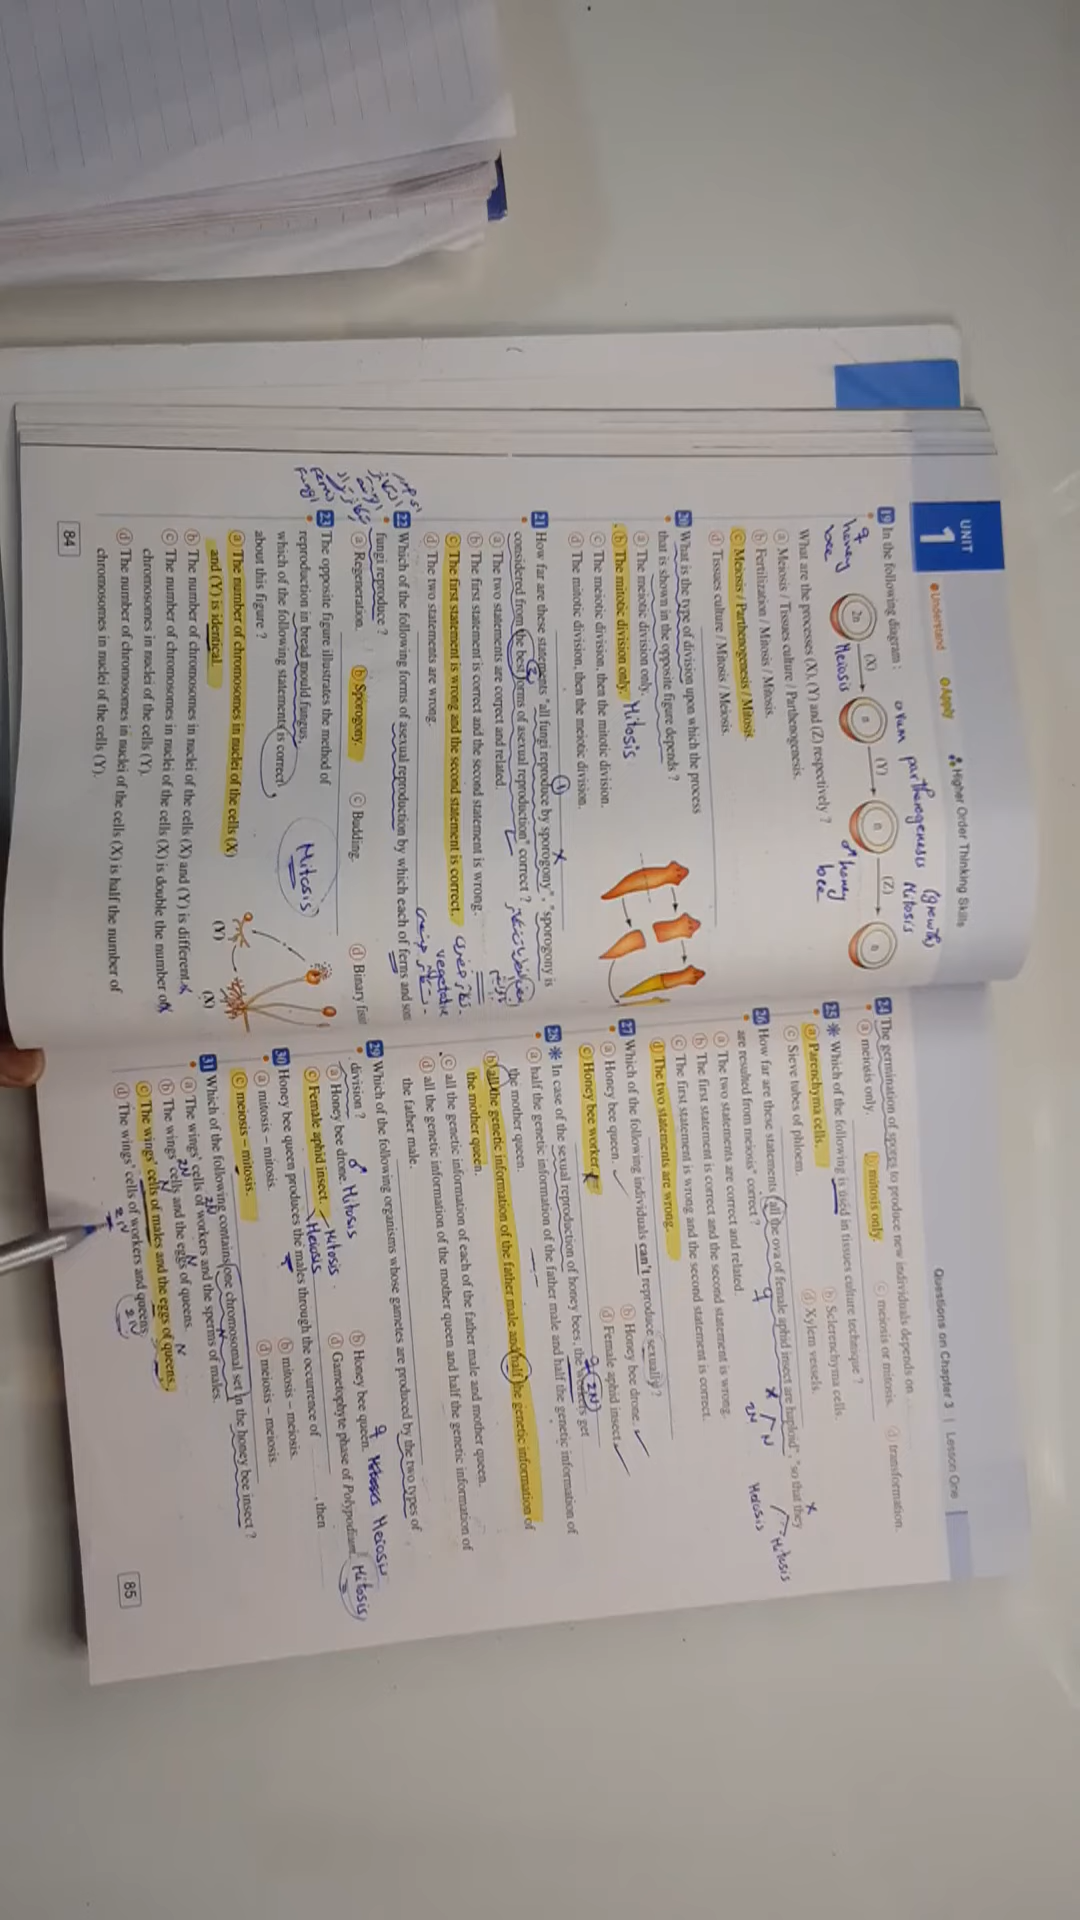 UNIT
1
Understand
Apply
Higher Order Thinking Skills
19 In the following diagram :
ovum
parthenogenesis
(growth)
Mitosis
♀
honey
bee
2n
(X)
Meiosis
n
(Y)
n
♂ honey
bee
(Z)
n
What are the processes (X), (Y) and (Z) respectively ?
a Meiosis / Tissues culture / Parthenogenesis.
b Fertilization / Mitosis / Mitosis.
c Meiosis / Parthenogenesis / Mitosis.
d Tissues culture / Mitosis / Meiosis.
20 What is the type of division upon which the process
that is shown in the opposite figure depends ?
a The meiotic division only.
b The mitotic division only. Mitosis
c The meiotic division, then the mitotic division.
d The mitotic division, then the meiotic division.
21 How far are these statements "all fungi reproduce by sporogony", "sporogony is
considered from the best forms of asexual reproduction" correct ?
a The two statements are correct and related.
b The first statement is correct and the second statement is wrong.
c The first statement is wrong and the second statement is correct.
d The two statements are wrong.
vegetative
22 Which of the following forms of asexual reproduction by which each of ferns and
fungi reproduce ?
a Regeneration.
b Sporogony.
c Budding.
d Binary
23 The opposite figure illustrates the method of
reproduction in bread mould fungus,
which of the following statements is correct
about this figure ?
Mitosis
a The number of chromosomes in nuclei of the cells (X)
and (Y) is identical.
b The number of chromosomes in nuclei of the cells (X) and (Y) is different.
c The number of chromosomes in nuclei of the cells (X) is double the number of
chromosomes in nuclei of the cells (Y).
d The number of chromosomes in nuclei of the cells (X) is half the number of
chromosomes in nuclei of the cells (Y).
(Y)
(X)
84
Questions on Chapter 3 | Lesson One
24 The germination of spores to produce new individuals depends on
a meiosis only.
b mitosis only.
c meiosis or mitosis.
d transformation.
25 * Which of the following is used in tissues culture technique ?
a Parenchyma cells.
b Sclerenchyma cells.
c Sieve tubes of phloem.
d Xylem vessels.
26 How far are these statements "all the ova of female aphid insect are haploid", "so that they
are resulted from meiosis" correct ?
♀
2N
N
Meiosis
Mitosis
a The two statements are correct and related.
b The first statement is correct and the second statement is wrong.
c The first statement is wrong and the second statement is correct.
d The two statements are wrong.
27 Which of the following individuals can't reproduce sexually ?
a Honey bee queen.
b Honey bee drone.
c Honey bee worker.
d Female aphid insect.
♀ (2N)
28 * In case of the sexual reproduction of honey bees, the workers get
a half the genetic information of the father male and half the genetic information of
the mother queen.
b all the genetic information of the father male and half the genetic information of
the mother queen.
c all the genetic information of each of the father male and mother queen.
d all the genetic information of the mother queen and half the genetic information of
the father male.
29 Which of the following organisms whose gametes are produced by the two types of
division ?
a Honey bee drone. ♂ Mitosis
b Honey bee queen. ♀ Meiosis
c Female aphid insect. Mitosis
Meiosis
d Gametophyte phase of Polypodium. Mitosis
30 Honey bee queen produces the males through the occurrence of , then
a mitosis – mitosis.
b mitosis – meiosis.
c meiosis – mitosis.
d meiosis – meiosis.
31 Which of the following contains one chromosomal set in the honey bee insect ?
a The wings' cells of workers and the sperms of males.
b The wings' cells and the eggs of queens.
c The wings' cells of males and the eggs of queens.
d The wings' cells of workers and queens.
2N
2N
85